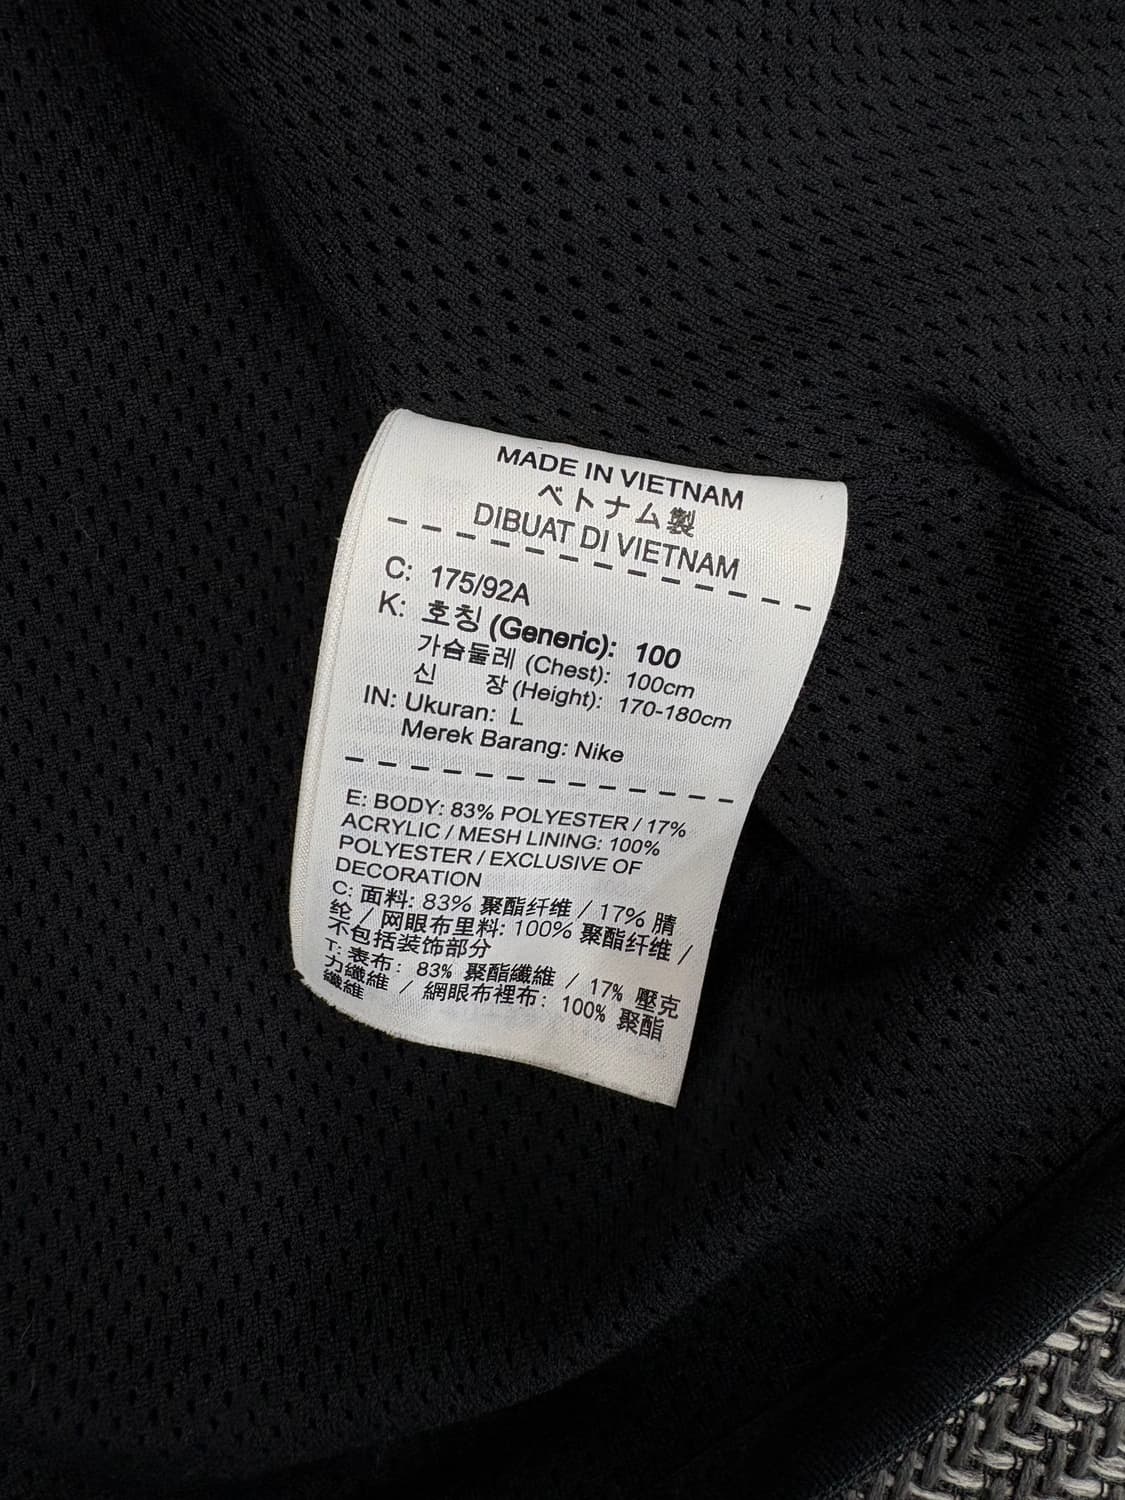 MADE IN VIETNAM
ベトナム製
DIBUAT DI VIETNAM
C: 175/92A
K: 호칭 (Generic): 100
가슴둘레 (Chest): 100cm
신 장 (Height): 170-180cm
IN: Ukuran: L
Merek Barang: Nike
E: BODY: 83% POLYESTER / 17%
ACRYLIC / MESH LINING: 100%
POLYESTER / EXCLUSIVE OF
DECORATION
C: 面料: 83% 聚酯纤维 / 17% 腈
纶 / 网眼布里料: 100% 聚酯纤维 /
不包括装饰部分
T: 表布: 83% 聚酯纖維 / 17% 壓克
力纖維 / 網眼布裡布: 100% 聚酯
纖維